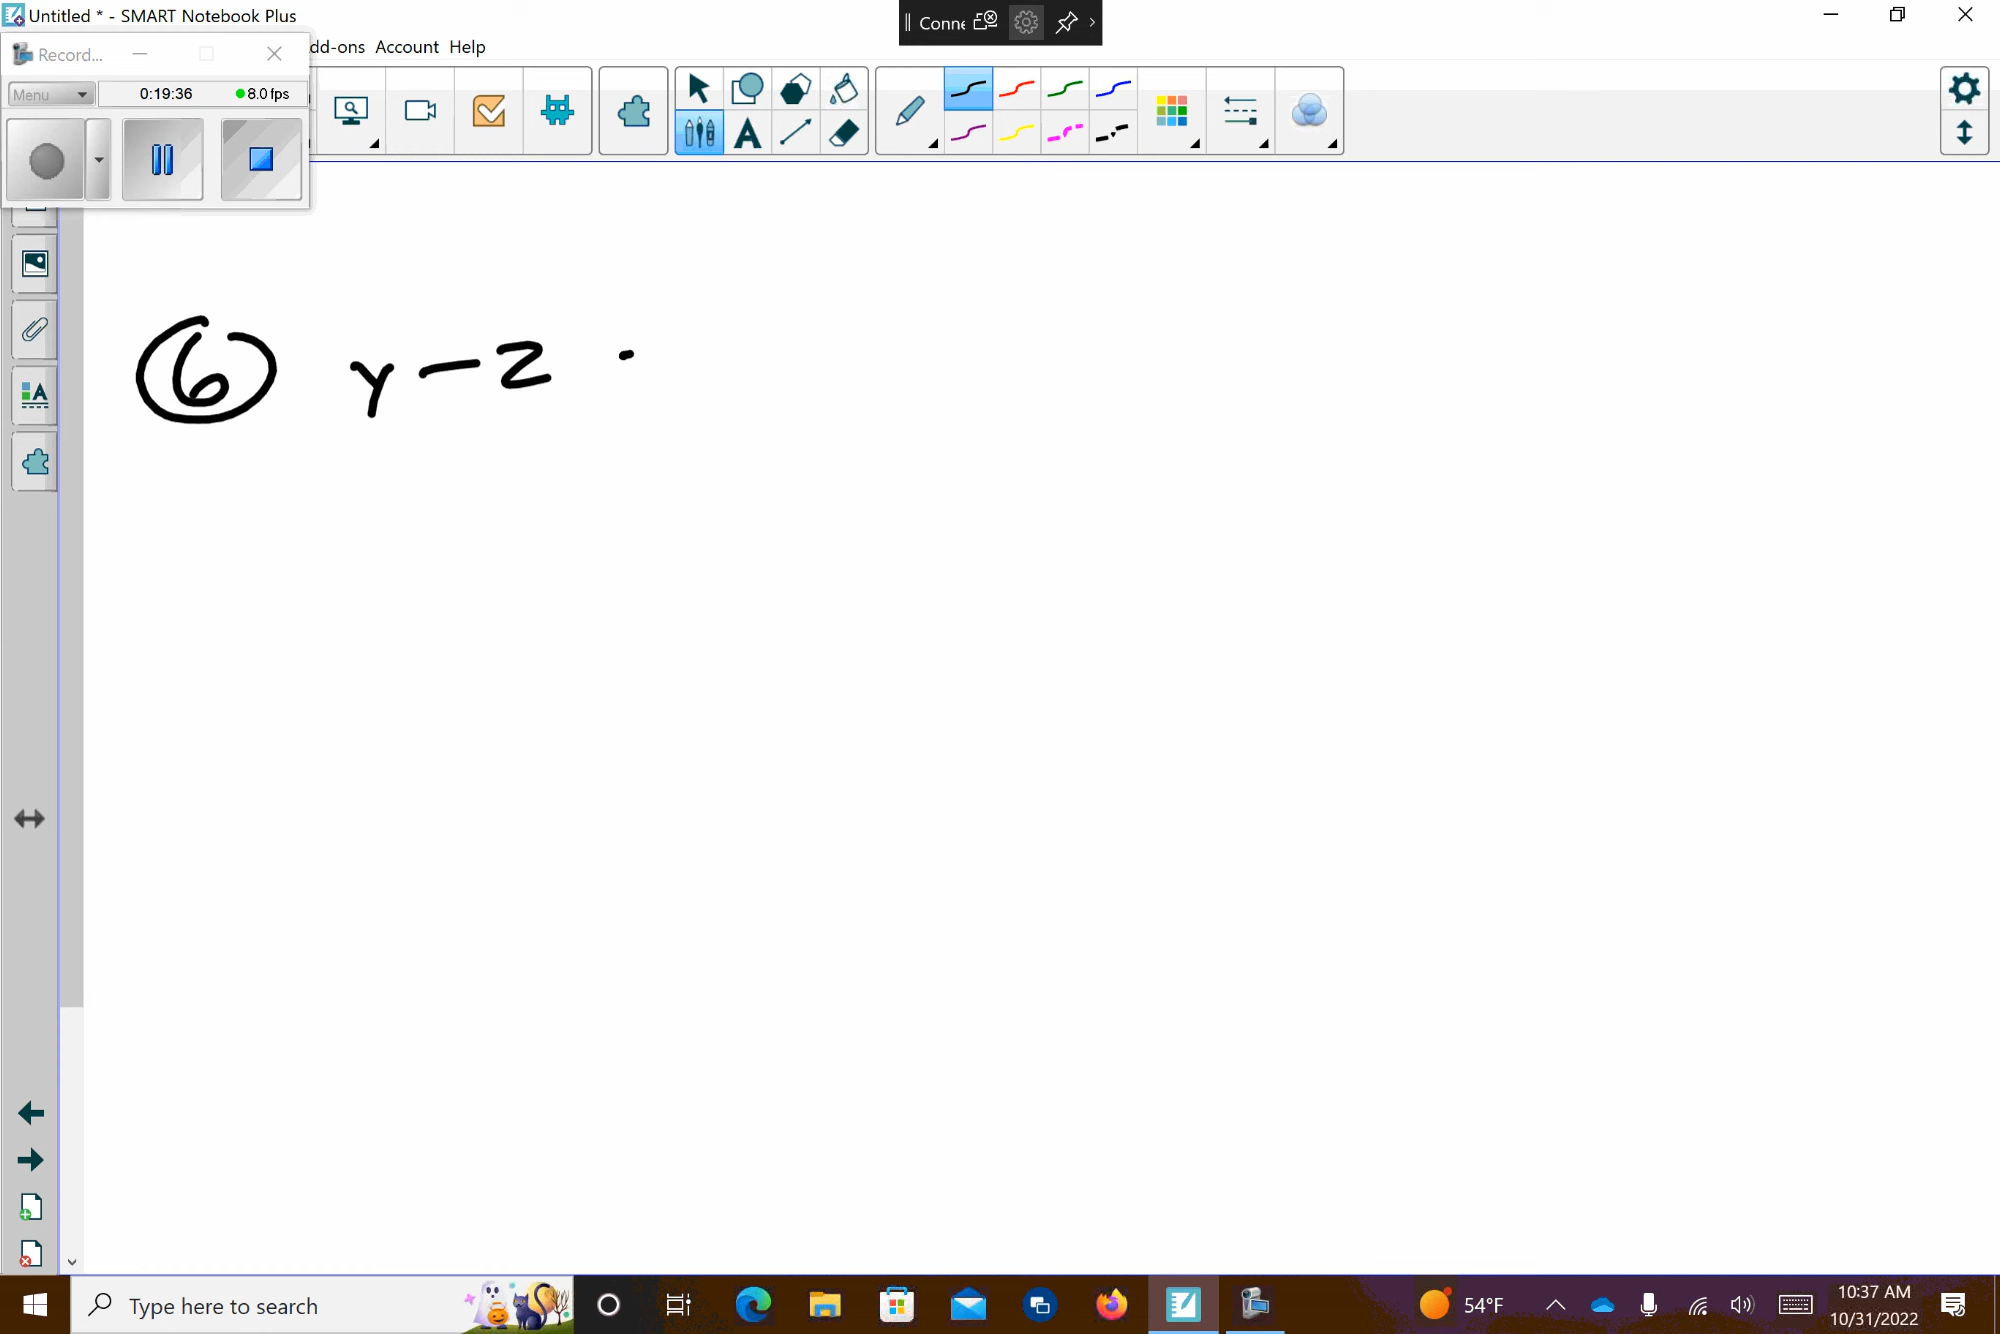 Untitled * - SMART Notebook Plus
Conne
Record...
dd-ons Account Help
Menu 0:19:36 8.0 fps
6 y - 2
Type here to search
54°F
10:37 AM
10/31/2022